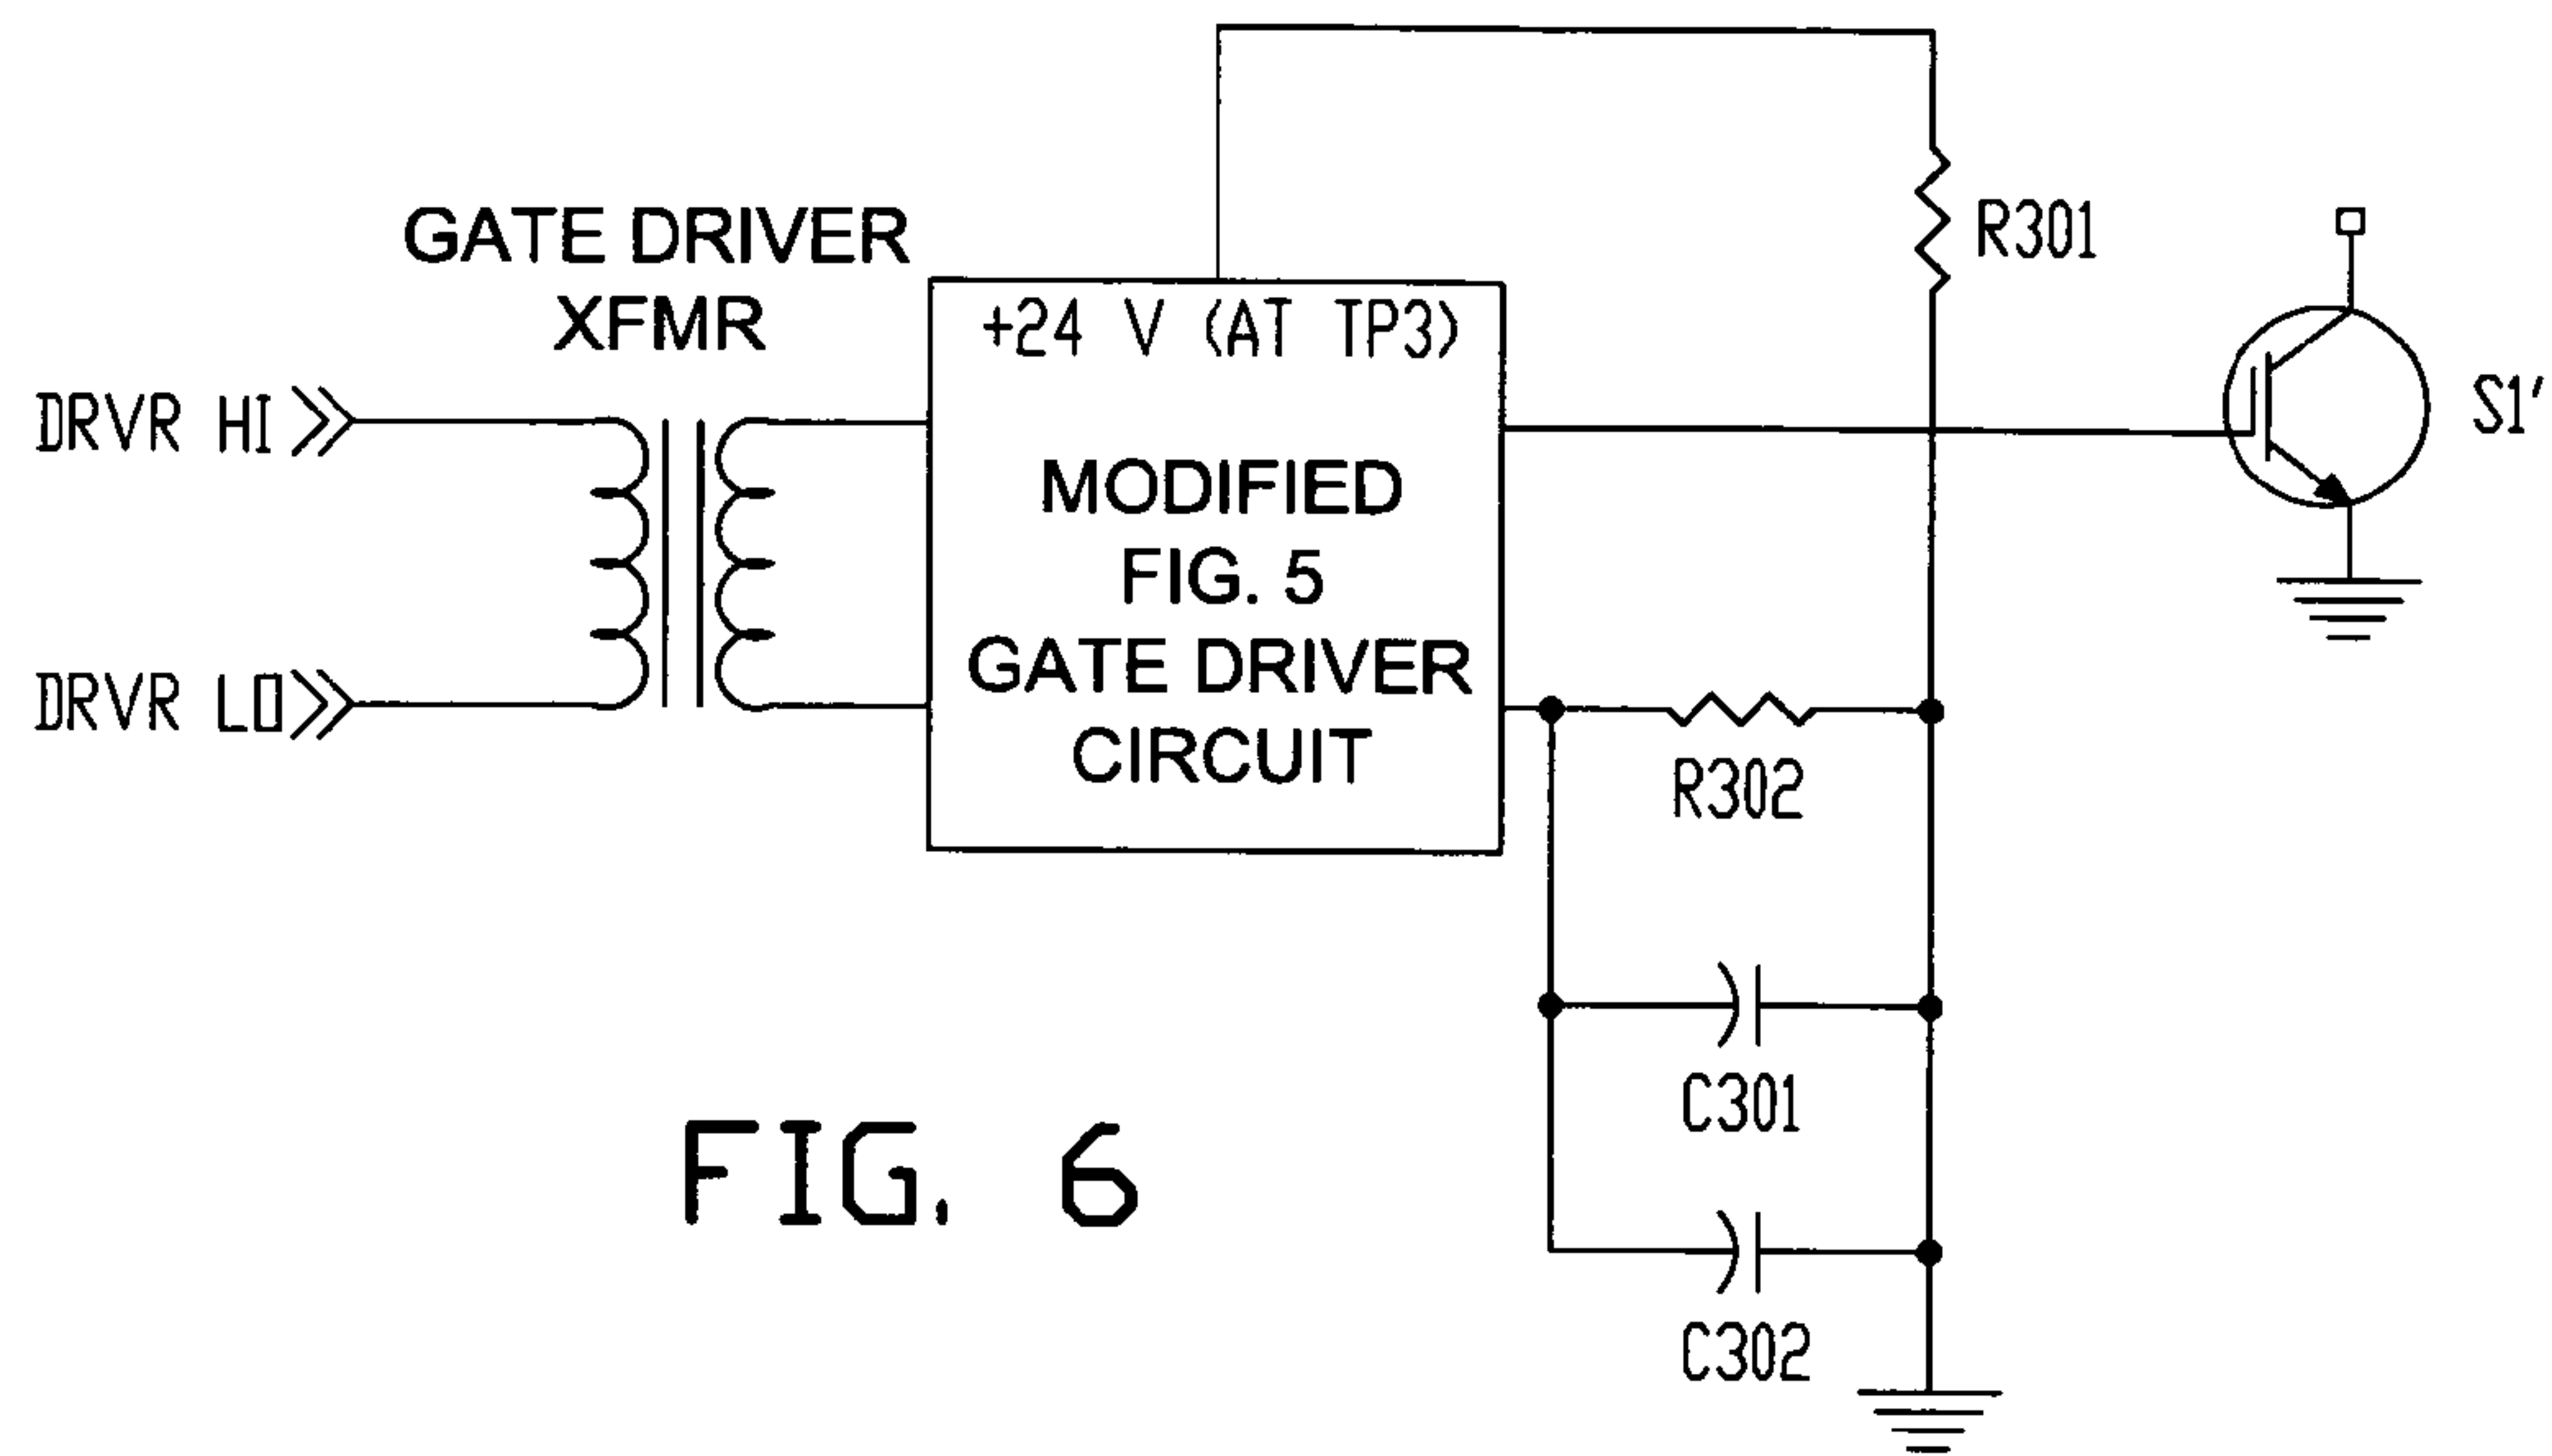 GATE DRIVER
XFMR
R301
+24 V (AT TP3)
DRVR HI
S1'
MODIFIED
FIG. 5
GATE DRIVER
CIRCUIT
DRVR LO
R302
C301
FIG. 6
C302